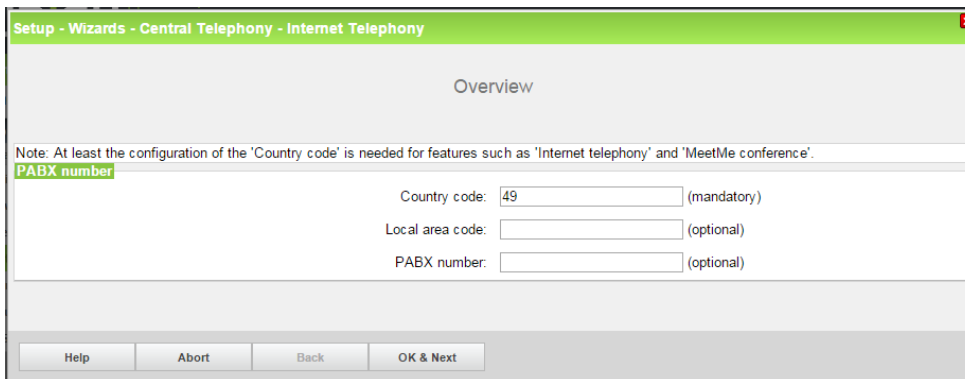 Setup - Wizards - Central Telephony - Internet Telephony
Overview
Note: At least the configuration of the 'Country code' is needed for features such as 'Internet telephony' and 'MeetMe conference'.
PABX number
Country code: 49 (mandatory)
Local area code: (optional)
PABX number: (optional)
Help Abort Back OK & Next